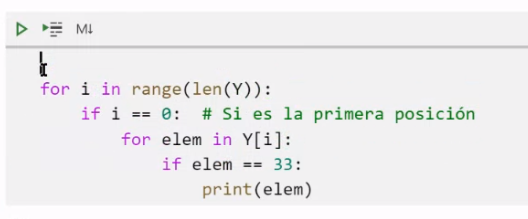 M↓
for i in range(len(Y)):
    if i == 0:  # Si es la primera posición
        for elem in Y[i]:
            if elem == 33:
                print(elem)